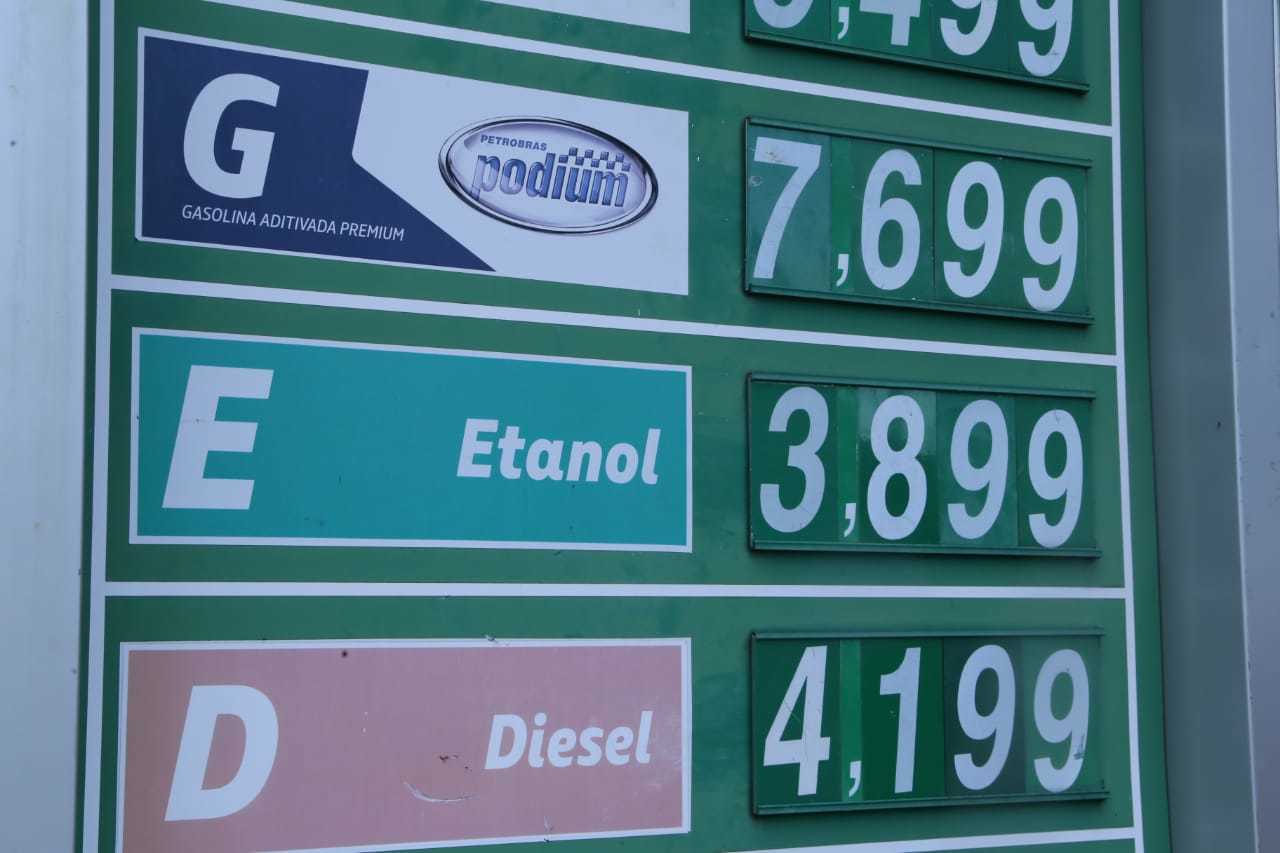 G
GASOLINA ADITIVADA PREMIUM
PETROBRAS
podium
7,699
E
Etanol
3,899
D
Diesel
4,199